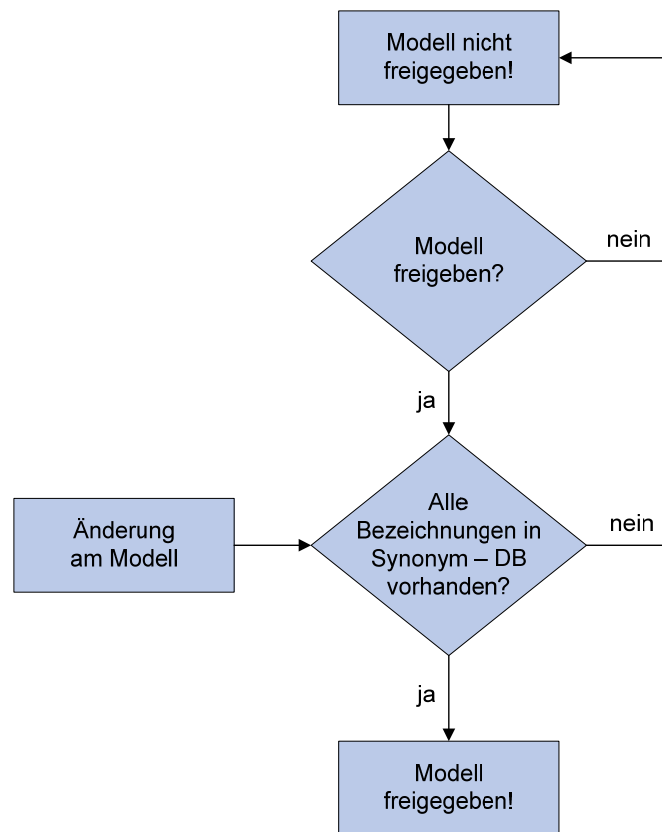 Modell nicht
freigegeben!
Modell
freigeben?
nein
ja
Änderung
am Modell
Alle
Bezeichnungen in
Synonym – DB
vorhanden?
nein
ja
Modell
freigegeben!